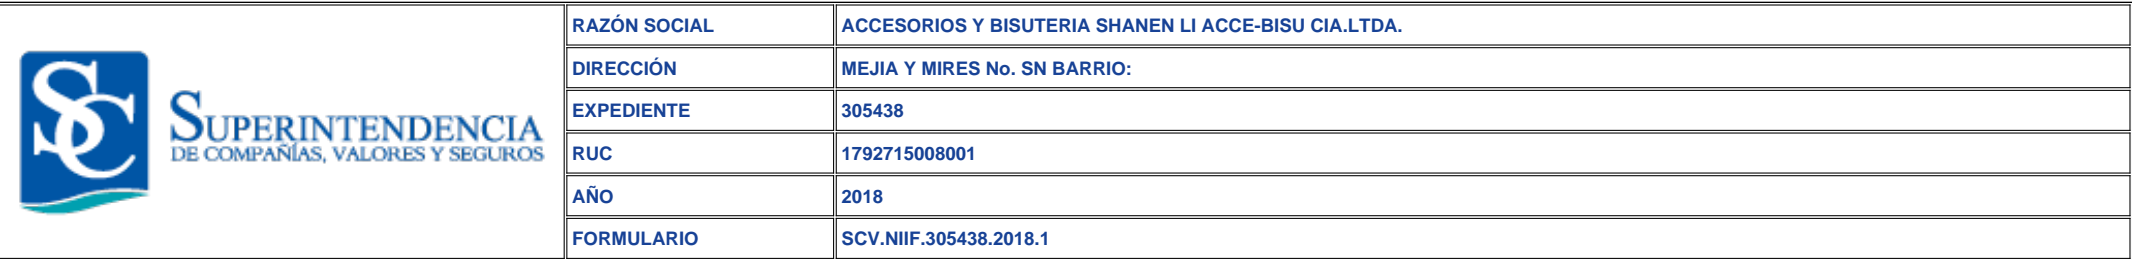 SC
SUPERINTENDENCIA
DE COMPAÑÍAS, VALORES Y SEGUROS
RAZÓN SOCIAL ACCESORIOS Y BISUTERIA SHANEN LI ACCE-BISU CIA.LTDA.
DIRECCIÓN MEJIA Y MIRES No. SN BARRIO:
EXPEDIENTE 305438
RUC 1792715008001
AÑO 2018
FORMULARIO SCV.NIIF.305438.2018.1